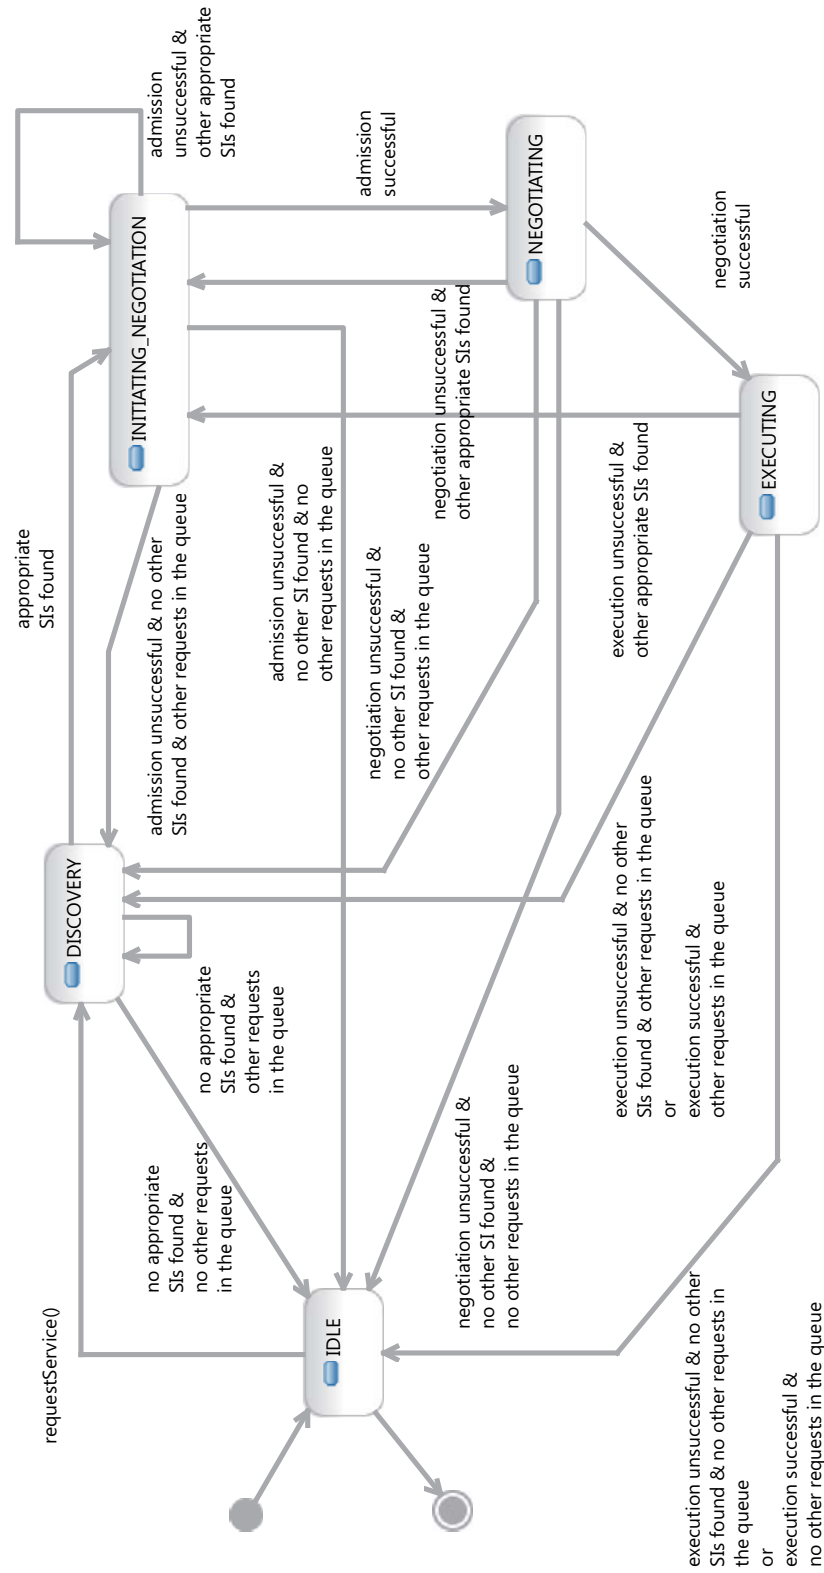 requestService()
no appropriate
SIs found &
no other requests
in the queue
no appropriate
SIs found &
other requests
in the queue
DISCOVERY
appropriate
SIs found
admission unsuccessful & no other
SIs found & other requests in the queue
INITIATING_NEGOTIATION
admission
unsuccessful &
other appropriate
SIs found
IDLE
admission unsuccessful &
no other SI found & no
other requests in the queue
admission
successful
negotiation unsuccessful &
no other SI found &
other requests in the queue
negotiation unsuccessful &
other appropriate SIs found
NEGOTIATING
negotiation unsuccessful &
no other SI found &
no other requests in the queue
execution unsuccessful &
other appropriate SIs found
negotiation
successful
execution unsuccessful & no other
SIs found & other requests in the queue
or
execution successful &
other requests in the queue
EXECUTING
execution unsuccessful & no other
SIs found & no other requests in
the queue
or
execution successful &
no other requests in the queue